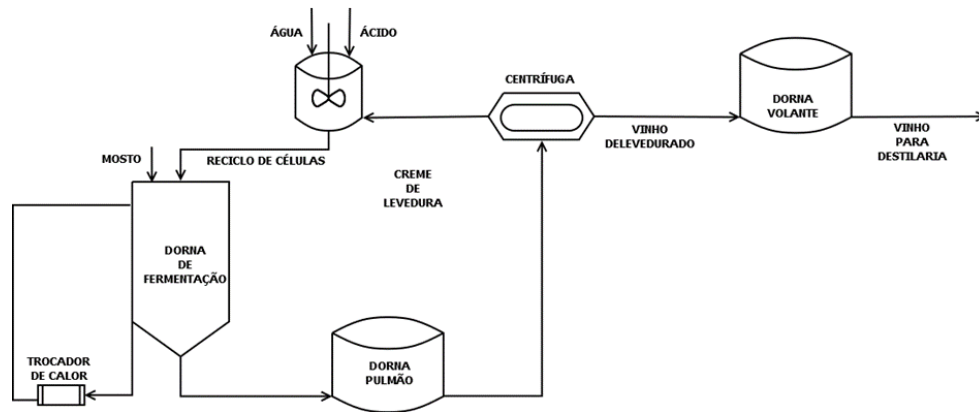 ÁGUA
ÁCIDO
CENTRÍFUGA
DORNA
VOLANTE
VINHO
DELEVEDURADO
VINHO
PARA
DESTILARIA
MOSTO
RECICLO DE CÉLULAS
CREME
DE
LEVEDURA
DORNA
DE
FERMENTAÇÃO
TROCADOR
DE CALOR
DORNA
PULMÃO